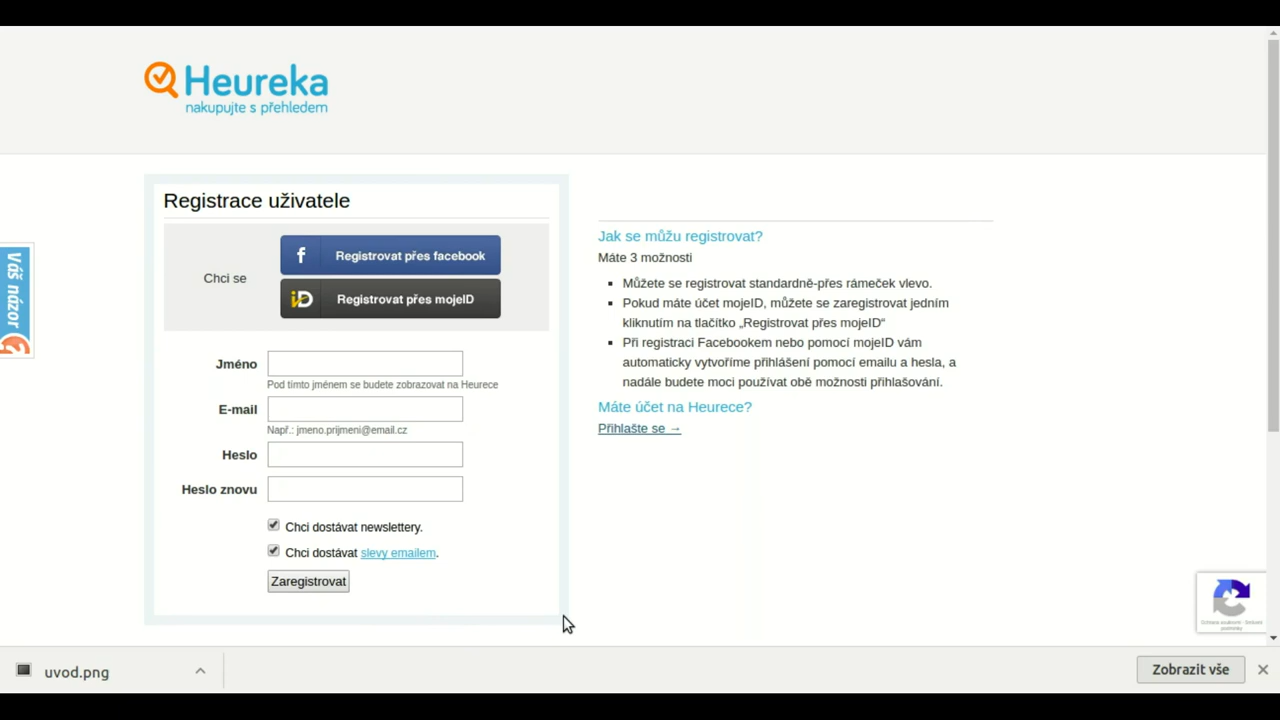 Heureka
nakupujte s přehledem
Registrace uživatele
Chci se
Registrovat přes facebook
Registrovat přes mojeID
Jméno
Pod tímto jménem se budete zobrazovat na Heurece
E-mail
Např.: jmeno.prijmeni@email.cz
Heslo
Heslo znovu
Chci dostávat newslettery.
Chci dostávat slevy emailem.
Zaregistrovat
Jak se můžu registrovat?
Máte 3 možnosti
Můžete se registrovat standardně-přes rámeček vlevo.
Pokud máte účet mojeID, můžete se zaregistrovat jedním
kliknutím na tlačítko „Registrovat přes mojeID“
Při registraci Facebookem nebo pomocí mojeID vám
automaticky vytvoříme přihlášení pomocí emailu a hesla, a
nadále budete moci používat obě možnosti přihlašování.
Máte účet na Heurece?
Přihlašte se →
Váš názor
uvod.png
Zobrazit vše